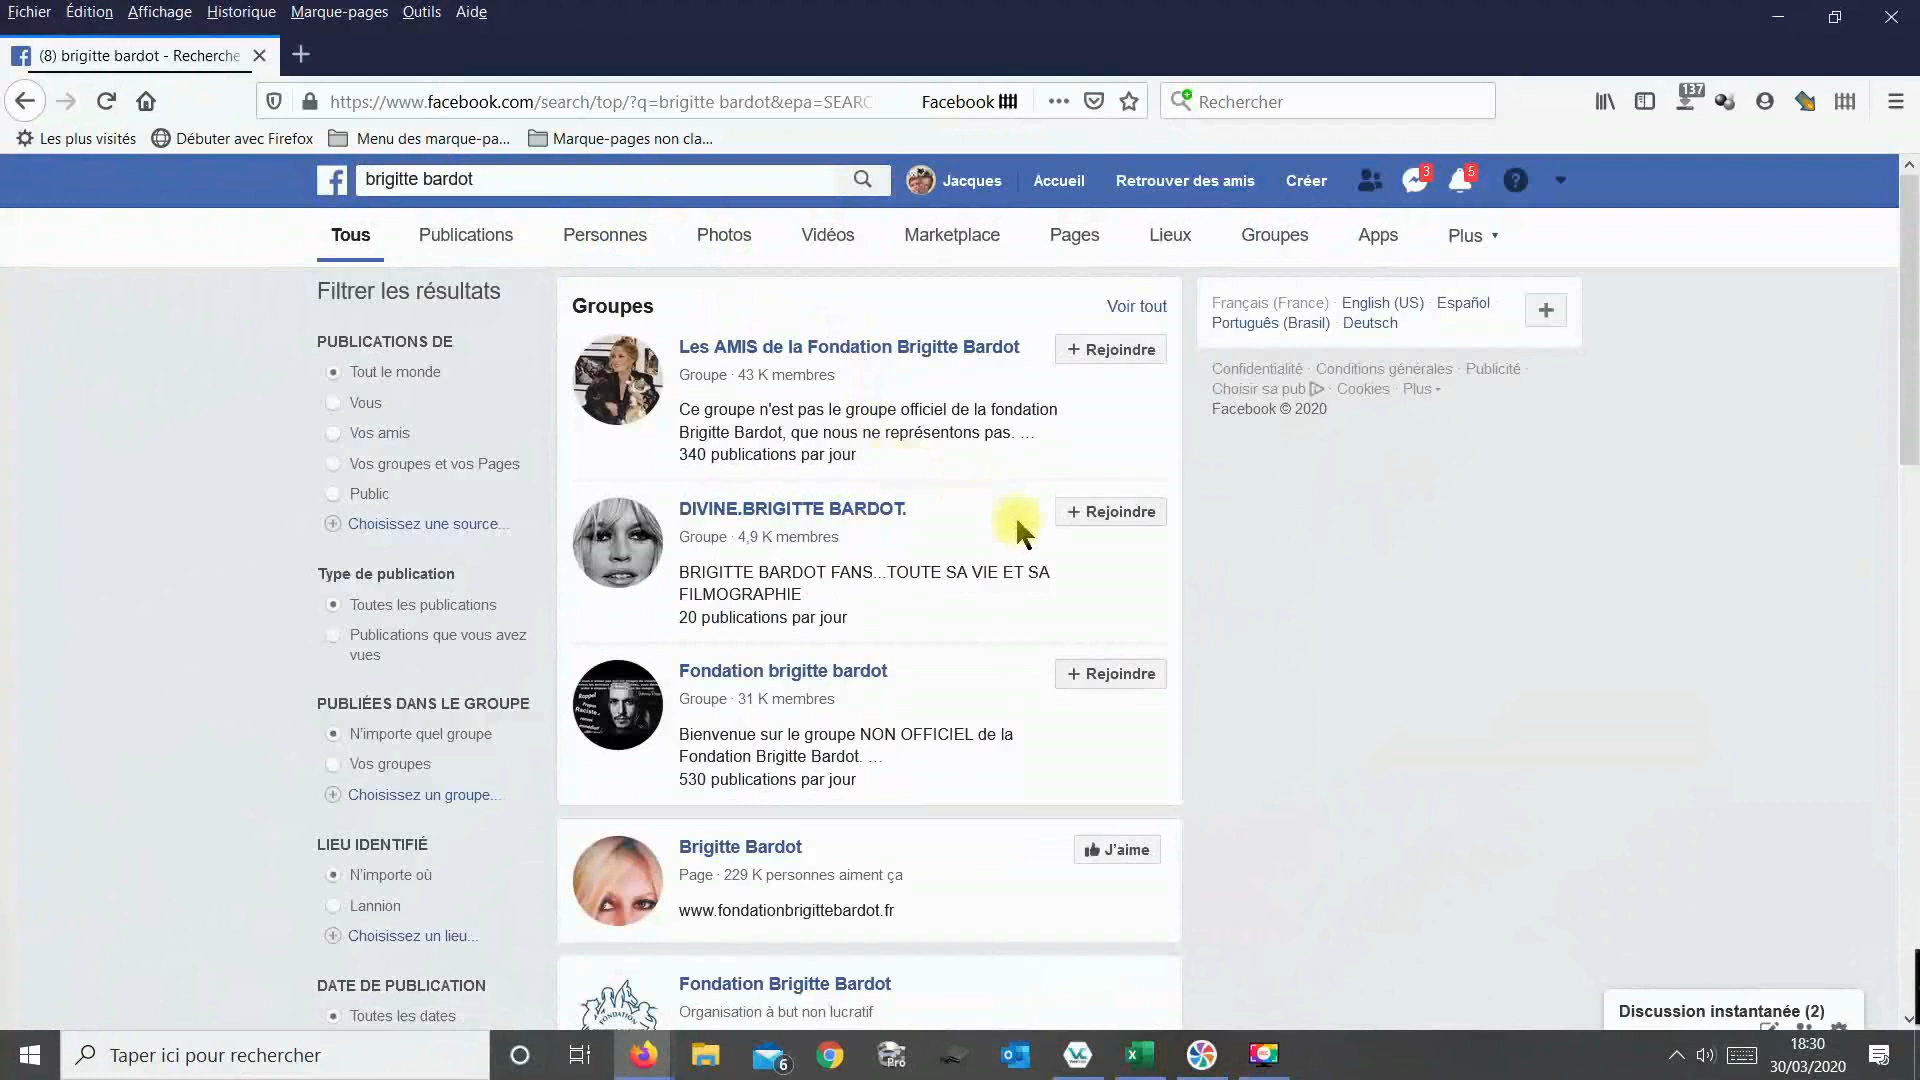 Fichier Édition Affichage Historique Marque-pages Outils Aide
(8) brigitte bardot - Recherche
https://www.facebook.com/search/top/?q=brigitte bardot&epa=SEARC
Facebook
Rechercher
137
Les plus visités
Débuter avec Firefox
Menu des marque-pa...
Marque-pages non cla...
brigitte bardot
Jacques
Accueil
Retrouver des amis
Créer
3
5
Tous
Publications
Personnes
Photos
Vidéos
Marketplace
Pages
Lieux
Groupes
Apps
Plus
Filtrer les résultats
PUBLICATIONS DE
Tout le monde
Vous
Vos amis
Vos groupes et vos Pages
Public
Choisissez une source...
Type de publication
Toutes les publications
Publications que vous avez
vues
PUBLIÉES DANS LE GROUPE
N'importe quel groupe
Vos groupes
Choisissez un groupe...
LIEU IDENTIFIÉ
N'importe où
Lannion
Choisissez un lieu...
DATE DE PUBLICATION
Toutes les dates
Groupes
Voir tout
Les AMIS de la Fondation Brigitte Bardot
+ Rejoindre
Groupe · 43 K membres
Ce groupe n'est pas le groupe officiel de la fondation
Brigitte Bardot, que nous ne représentons pas. ...
340 publications par jour
DIVINE.BRIGITTE BARDOT.
+ Rejoindre
Groupe · 4,9 K membres
BRIGITTE BARDOT FANS...TOUTE SA VIE ET SA
FILMOGRAPHIE
20 publications par jour
Fondation brigitte bardot
+ Rejoindre
Groupe · 31 K membres
Bienvenue sur le groupe NON OFFICIEL de la
Fondation Brigitte Bardot. ...
530 publications par jour
Brigitte Bardot
J'aime
Page · 229 K personnes aiment ça
www.fondationbrigittebardot.fr
Fondation Brigitte Bardot
Organisation à but non lucratif
FONDATION
Français (France) · English (US) · Español ·
Português (Brasil) · Deutsch
Confidentialité · Conditions générales · Publicité ·
Choisir sa pub · Cookies · Plus
Facebook © 2020
Discussion instantanée (2)
Taper ici pour rechercher
6
Pro
18:30
30/03/2020